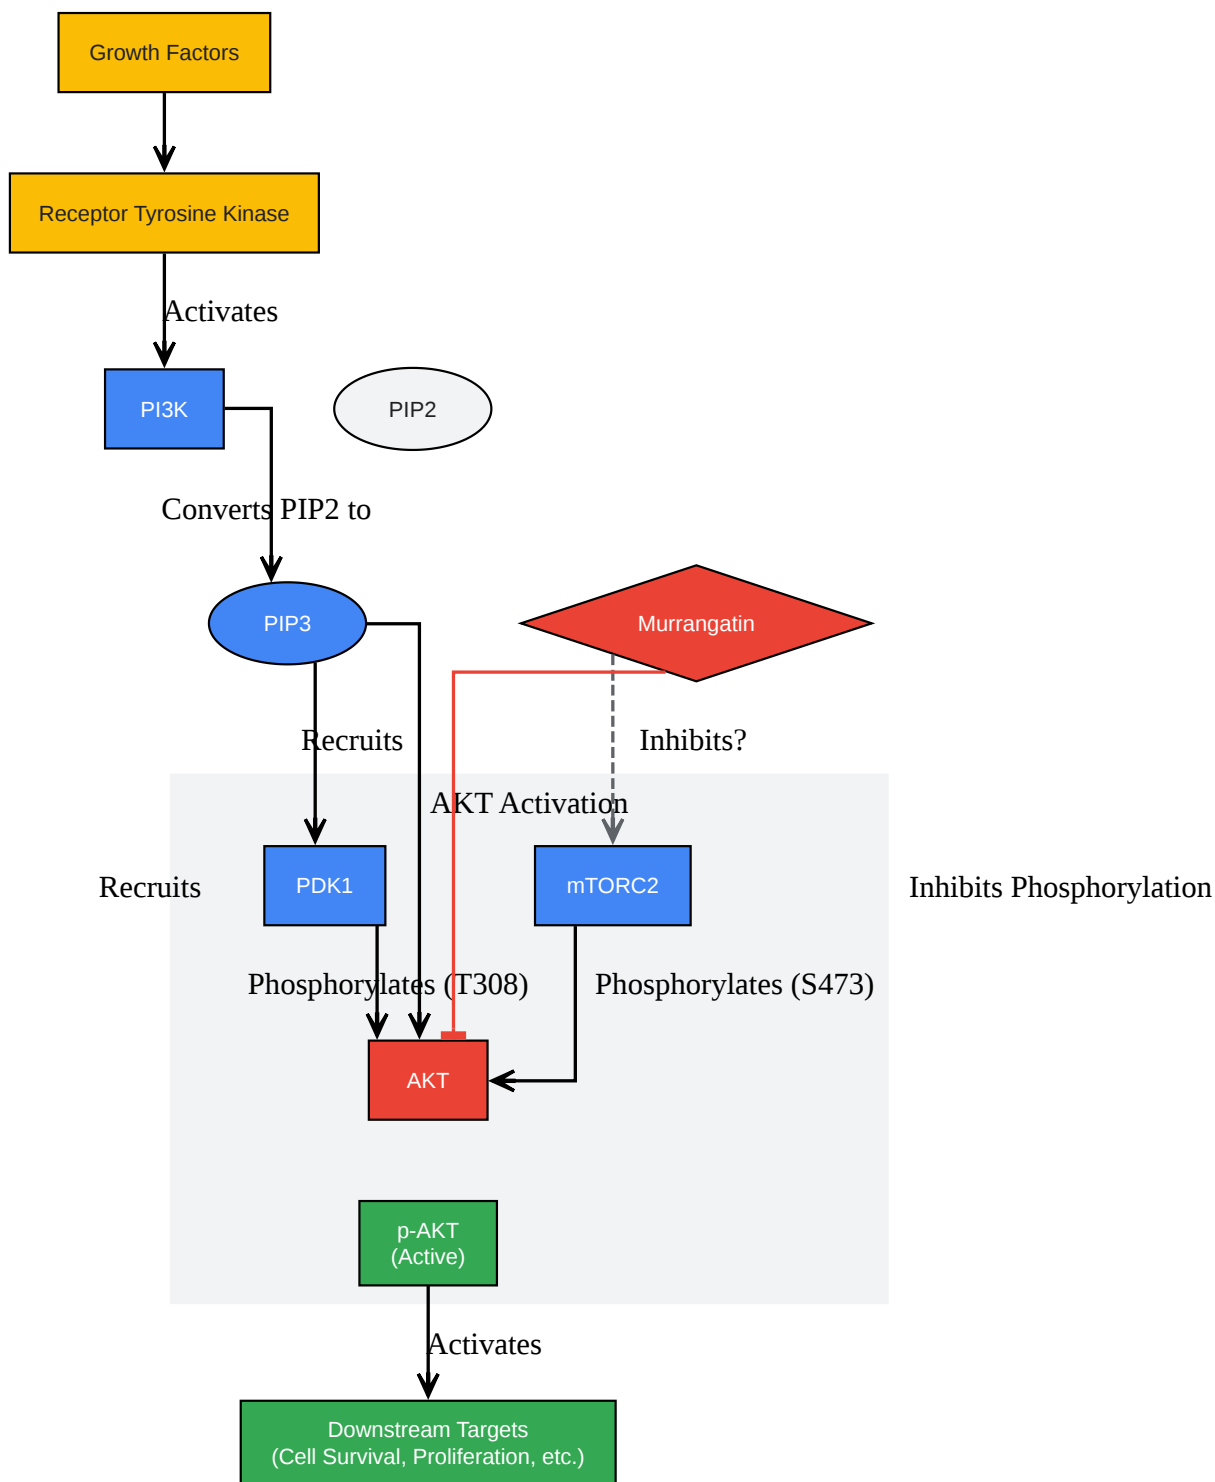 Growth Factors
Receptor Tyrosine Kinase
Activates
PI3K
PIP2
Converts PIP2 to
PIP3
Murrangatin
Recruits
Inhibits?
AKT Activation
Recruits
PDK1
mTORC2
Inhibits Phosphorylation
Phosphorylates (T308)
Phosphorylates (S473)
AKT
p-AKT
(Active)
Activates
Downstream Targets
(Cell Survival, Proliferation, etc.)